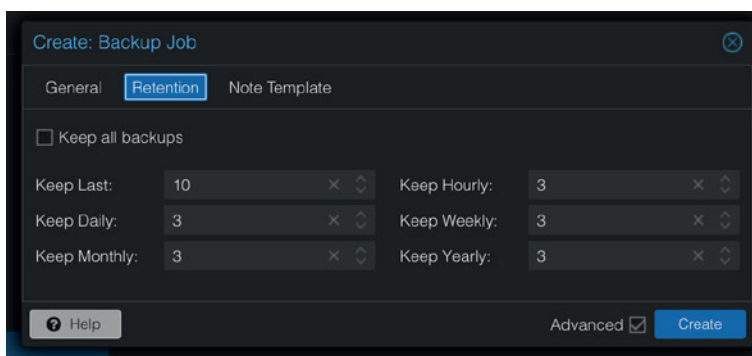 Create: Backup Job
General Retention Note Template
Keep all backups
Keep Last: 10 Keep Hourly: 3
Keep Daily: 3 Keep Weekly: 3
Keep Monthly: 3 Keep Yearly: 3
Help Advanced Create